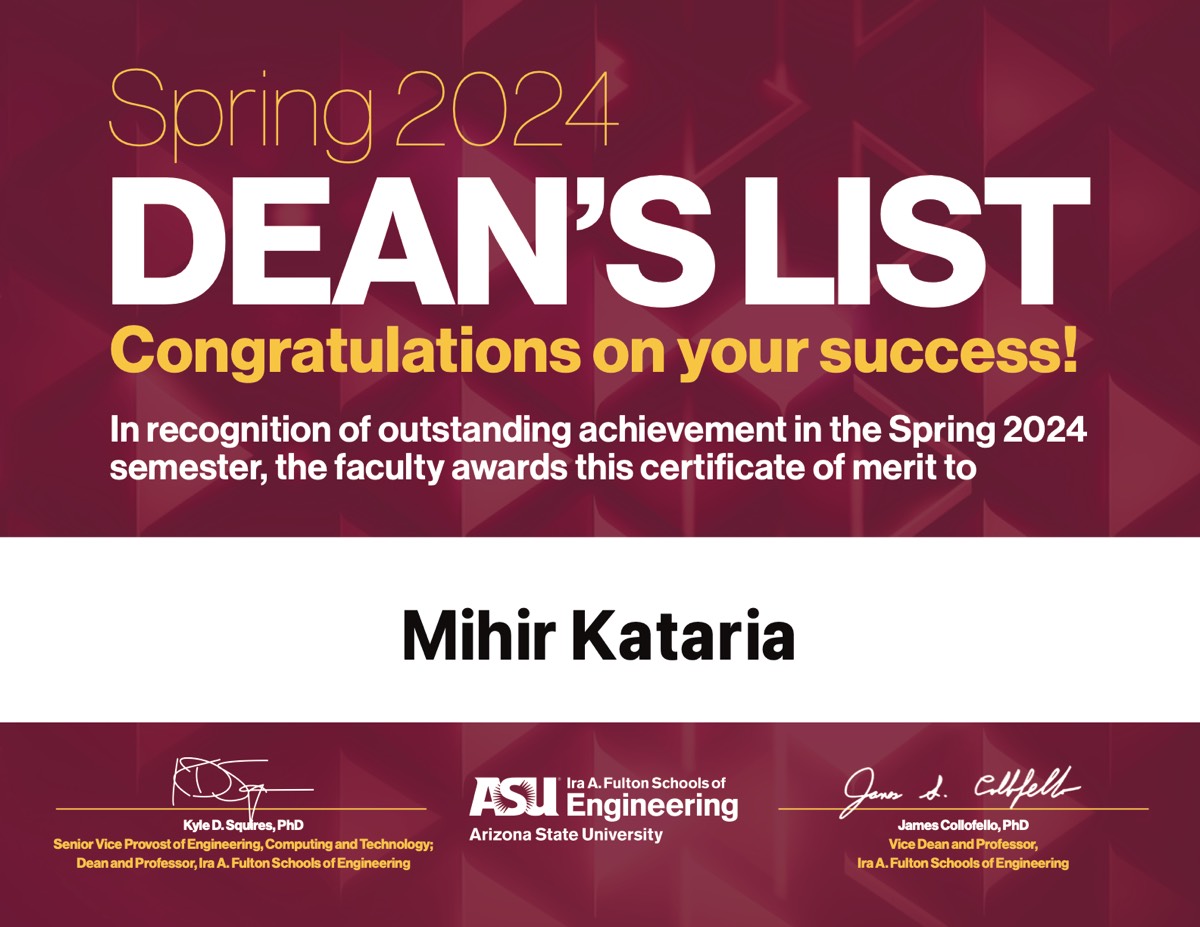 Spring 2024
DEAN’S LIST
Congratulations on your success!
In recognition of outstanding achievement in the Spring 2024
semester, the faculty awards this certificate of merit to
Mihir Kataria
Kyle D. Squires, PhD
Senior Vice Provost of Engineering, Computing and Technology;
Dean and Professor, Ira A. Fulton Schools of Engineering
ASU Ira A. Fulton Schools of
Engineering
Arizona State University
James S. Collofello
James Collofello, PhD
Vice Dean and Professor,
Ira A. Fulton Schools of Engineering